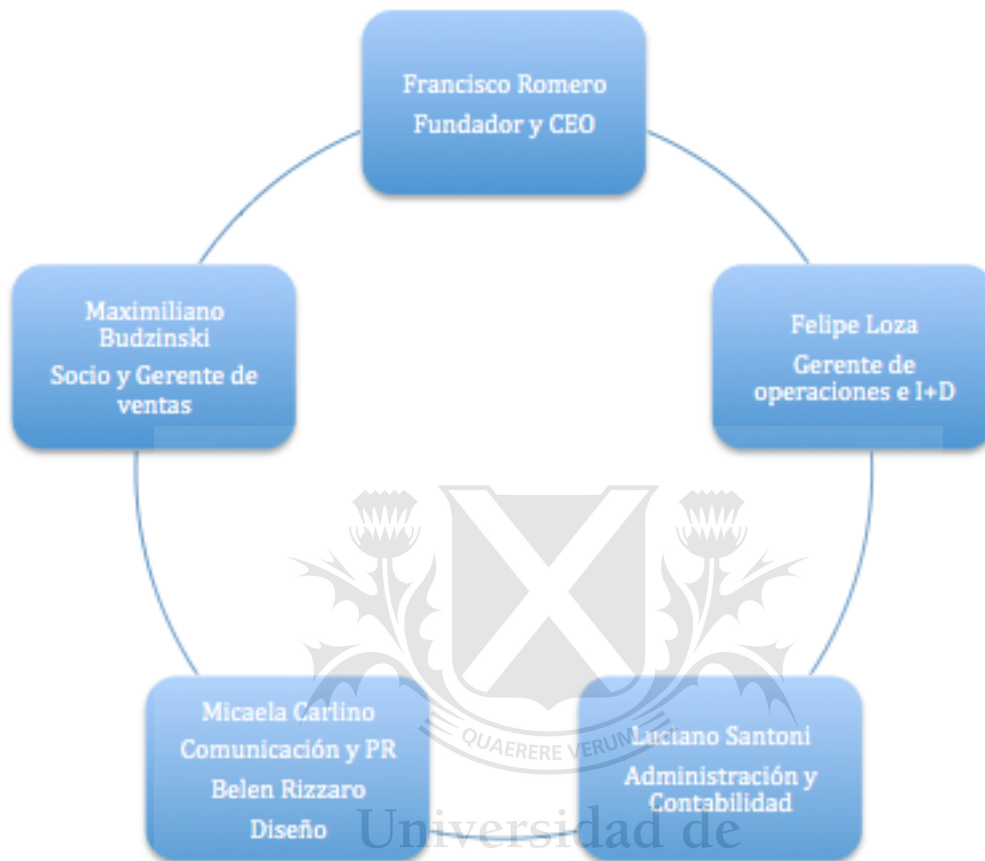 Francisco Romero
Fundador y CEO
Maximiliano
Budzinski
Socio y Gerente de
ventas
Felipe Loza
Gerente de
operaciones e I+D
Micaela Carlino
Comunicación y PR
Belen Rizzaro
Diseño
Luciano Santoni
Administración y
Contabilidad
QUAERERE VERUM
Universidad de